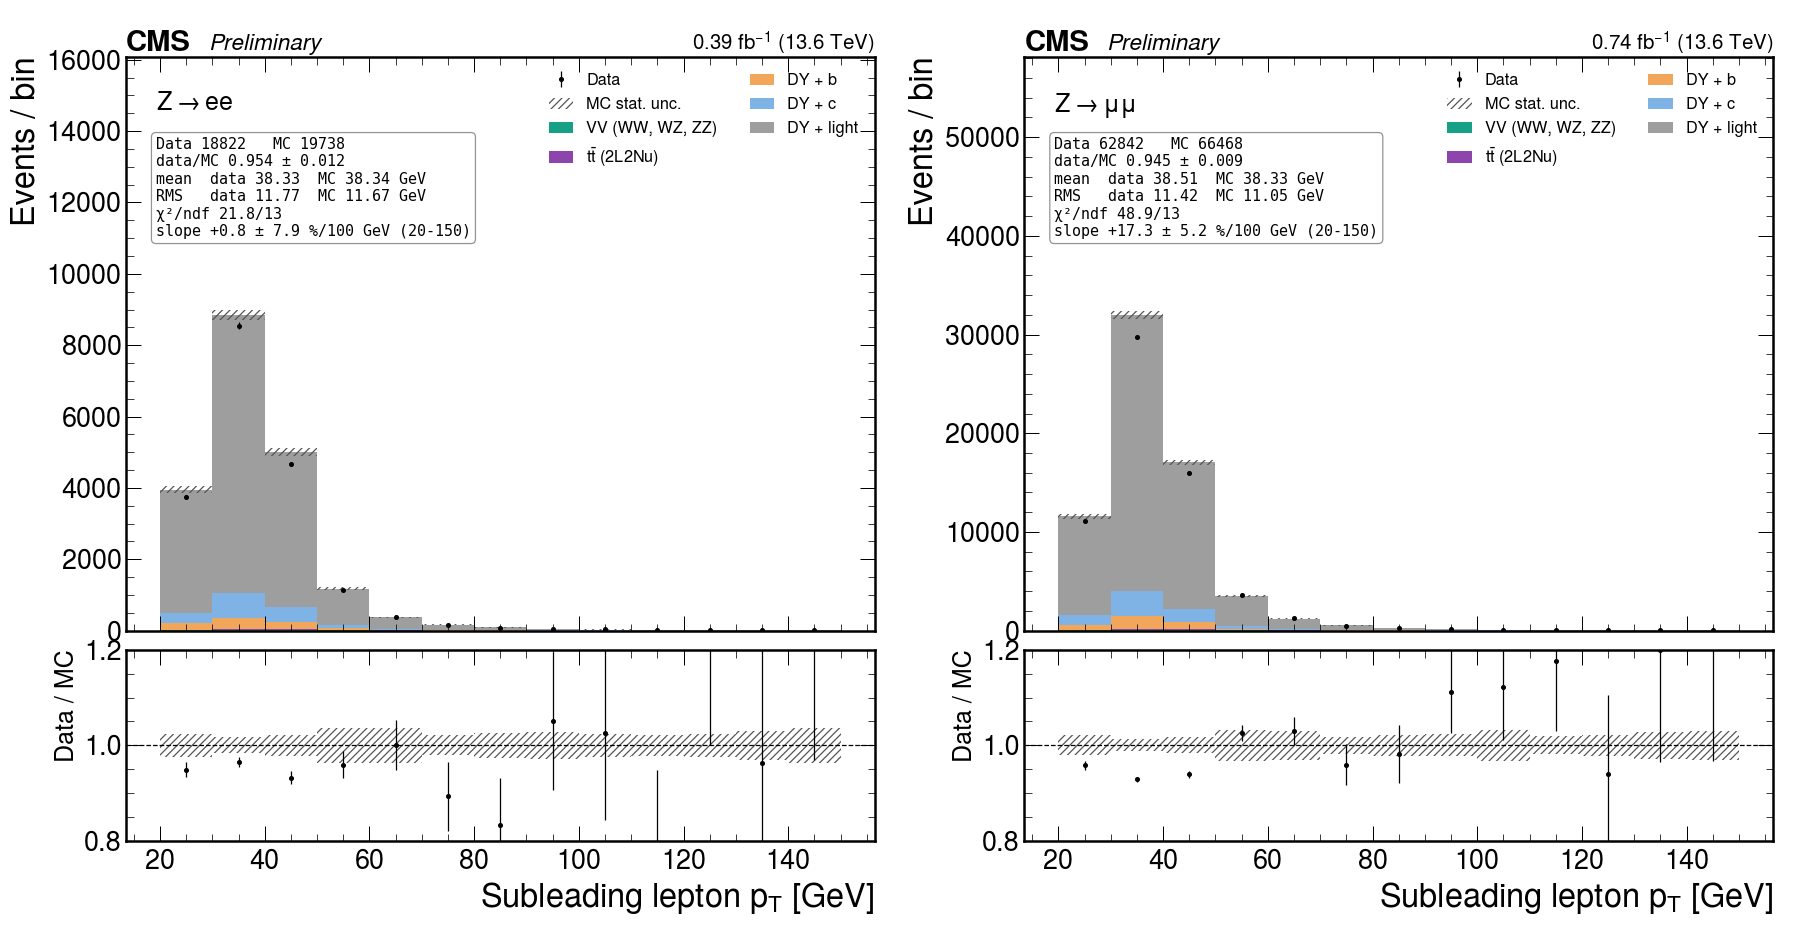 CMS Preliminary 0.39 fb⁻¹ (13.6 TeV)
Events / bin
16000
14000
12000
10000
8000
6000
4000
2000
0
Z → ee
Data 18822 MC 19738
data/MC 0.954 ± 0.012
mean data 38.33 MC 38.34 GeV
RMS data 11.77 MC 11.67 GeV
χ²/ndf 21.8/13
slope +0.8 ± 7.9 %/100 GeV (20-150)
Data
MC stat. unc.
VV (WW, WZ, ZZ)
tt̄ (2L2Nu)
DY + b
DY + c
DY + light
Data / MC
1.2
1.0
0.8
20 40 60 80 100 120 140
Subleading lepton p_T [GeV]
CMS Preliminary 0.74 fb⁻¹ (13.6 TeV)
Events / bin
50000
40000
30000
20000
10000
0
Z → μμ
Data 62842 MC 66468
data/MC 0.945 ± 0.009
mean data 38.51 MC 38.33 GeV
RMS data 11.42 MC 11.05 GeV
χ²/ndf 48.9/13
slope +17.3 ± 5.2 %/100 GeV (20-150)
Data
MC stat. unc.
VV (WW, WZ, ZZ)
tt̄ (2L2Nu)
DY + b
DY + c
DY + light
Data / MC
1.2
1.0
0.8
20 40 60 80 100 120 140
Subleading lepton p_T [GeV]